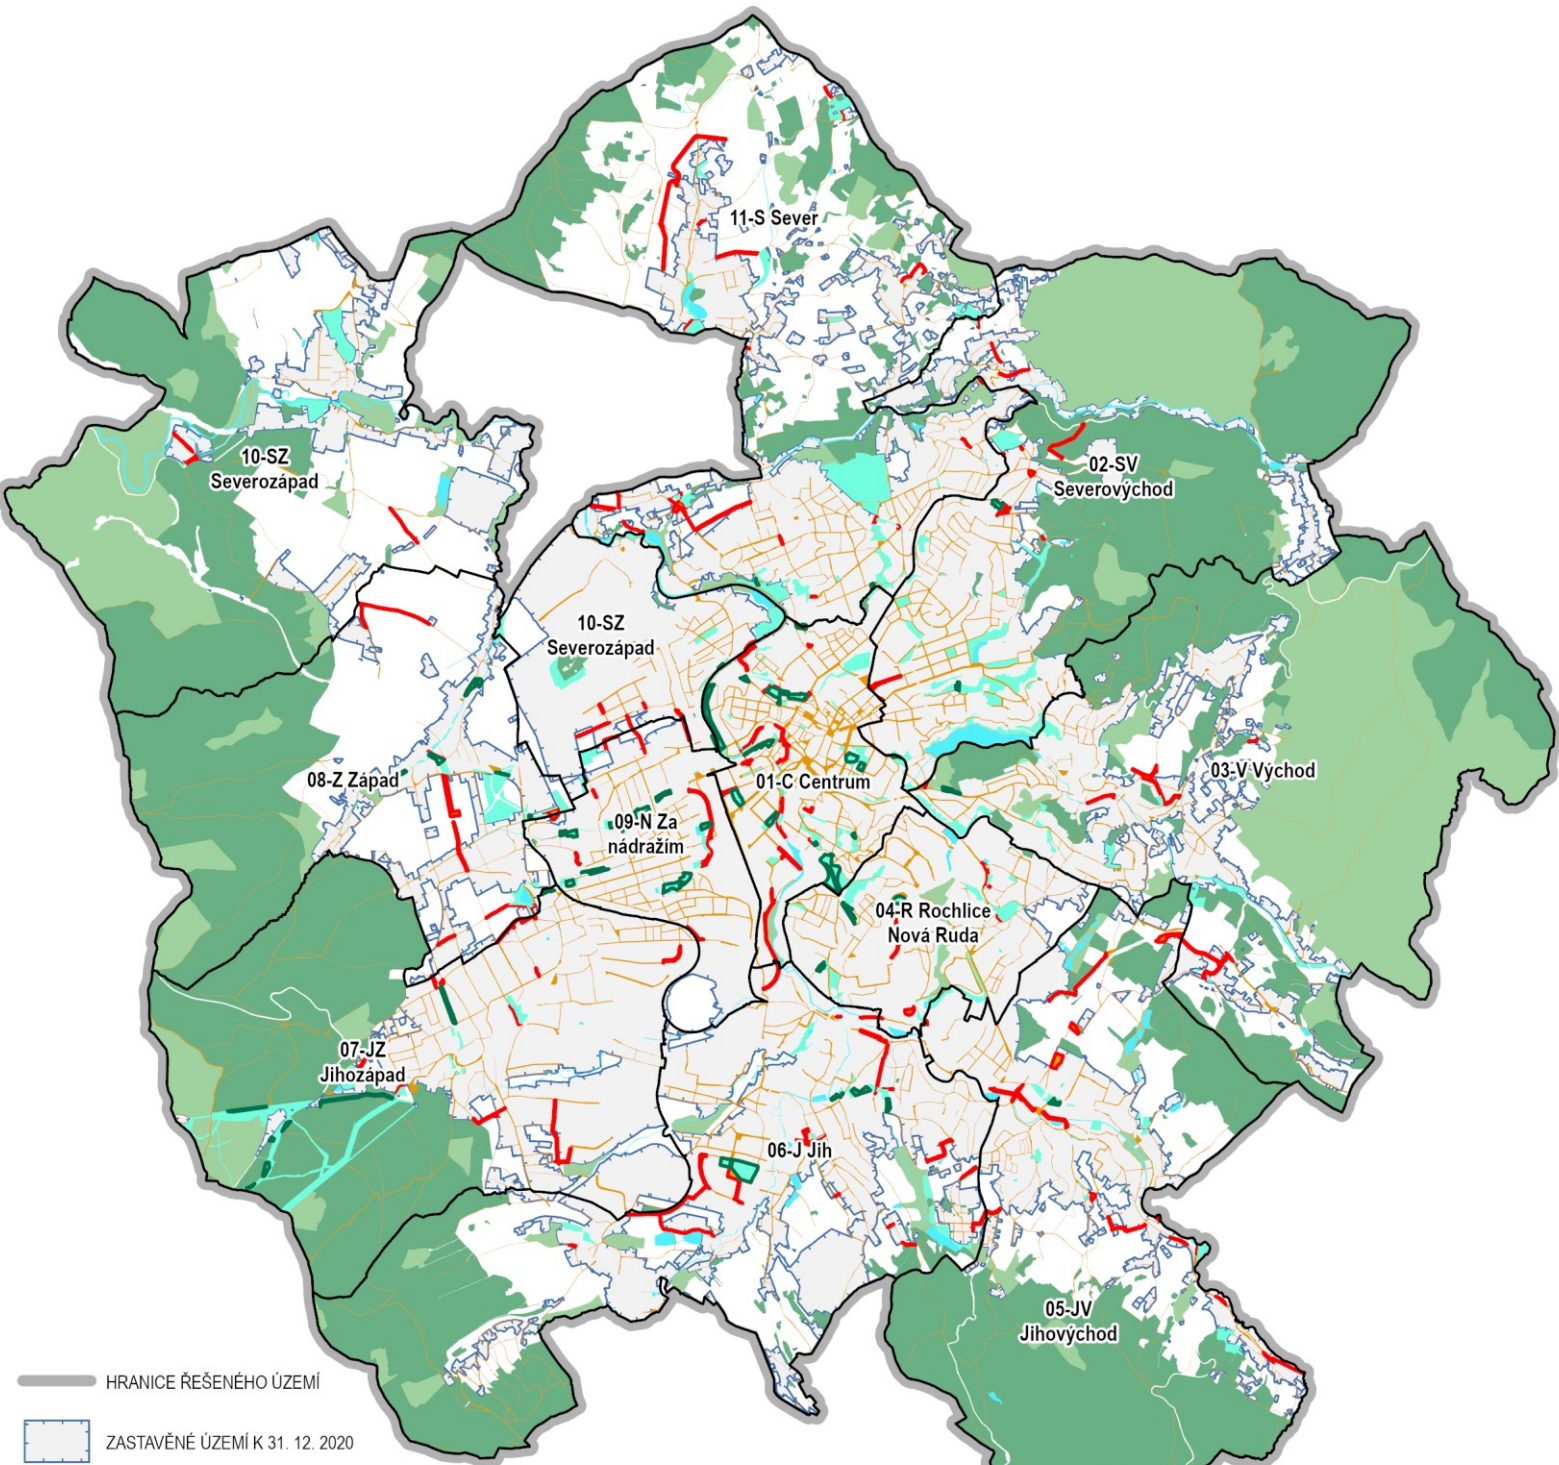 11-S Sever
10-SZ
Severozápad
02-SV
Severovýchod
10-SZ
Severozápad
08-Z Západ
01-C Centrum
03-V Východ
09-N Za
nádražím
04-R Rochlice
Nová Ruda
07-JZ
Jihozápad
06-J Jih
05-JV
Jihovýchod
HRANICE ŘEŠENÉHO ÚZEMÍ
ZASTAVĚNÉ ÚZEMÍ K 31. 12. 2020